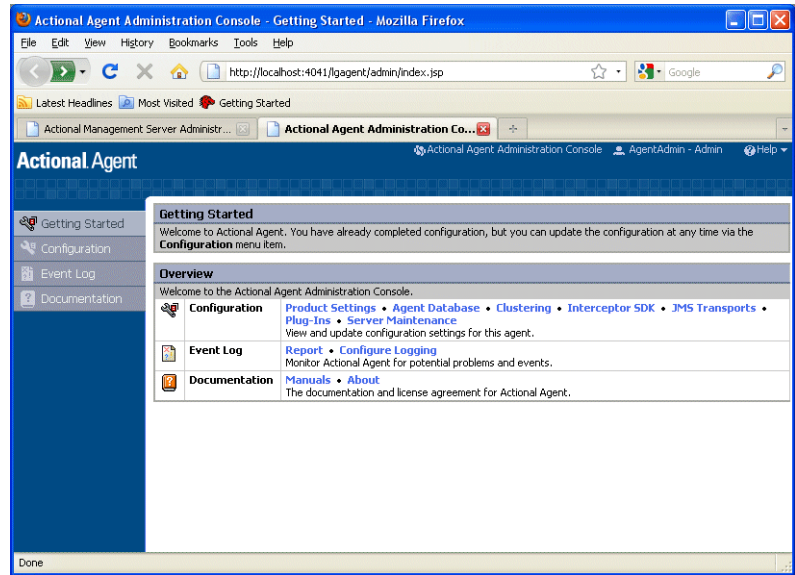 Actional Agent Administration Console - Getting Started - Mozilla Firefox
File Edit View History Bookmarks Tools Help
http://localhost:4041/lgagent/admin/index.jsp
Google
Latest Headlines Most Visited Getting Started
Actional Management Server Administr...
Actional Agent Administration Co...
Actional Agent
Actional Agent Administration Console AgentAdmin - Admin Help
Getting Started
Configuration
Event Log
Documentation
Getting Started
Welcome to Actional Agent. You have already completed configuration, but you can update the configuration at any time via the
Configuration menu item.
Overview
Welcome to the Actional Agent Administration Console.
Configuration
Product Settings • Agent Database • Clustering • Interceptor SDK • JMS Transports •
Plug-Ins • Server Maintenance
View and update configuration settings for this agent.
Event Log
Report • Configure Logging
Monitor Actional Agent for potential problems and events.
Documentation
Manuals • About
The documentation and license agreement for Actional Agent.
Done